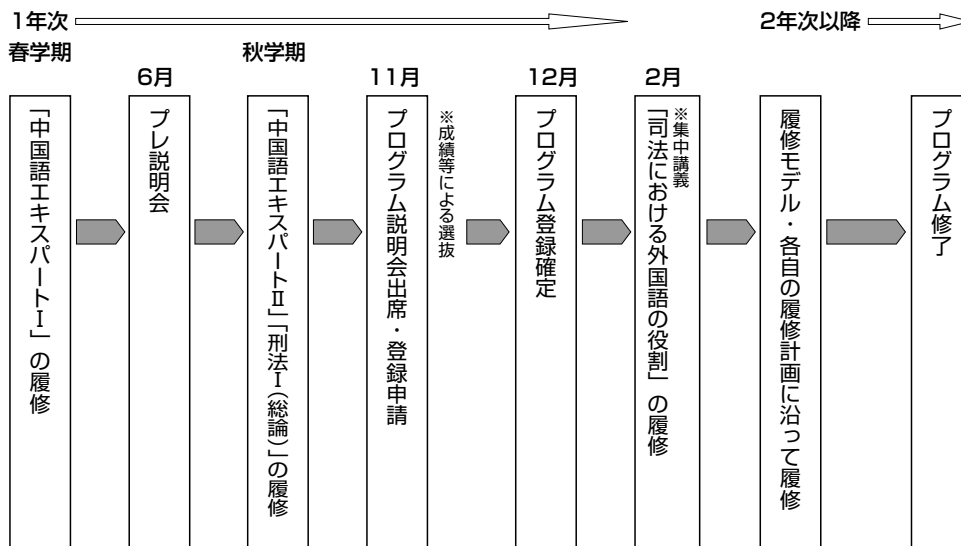 1年次
2年次以降
春学期
秋学期
6月
11月
12月
2月
「中国語エキスパートⅠ」の履修
プレ説明会
「中国語エキスパートⅡ」「刑法Ⅰ(総論)」の履修
プログラム説明会出席・登録申請
※成績等による選抜
プログラム登録確定
※集中講義
「司法における外国語の役割」の履修
履修モデル・各自の履修計画に沿って履修
プログラム修了